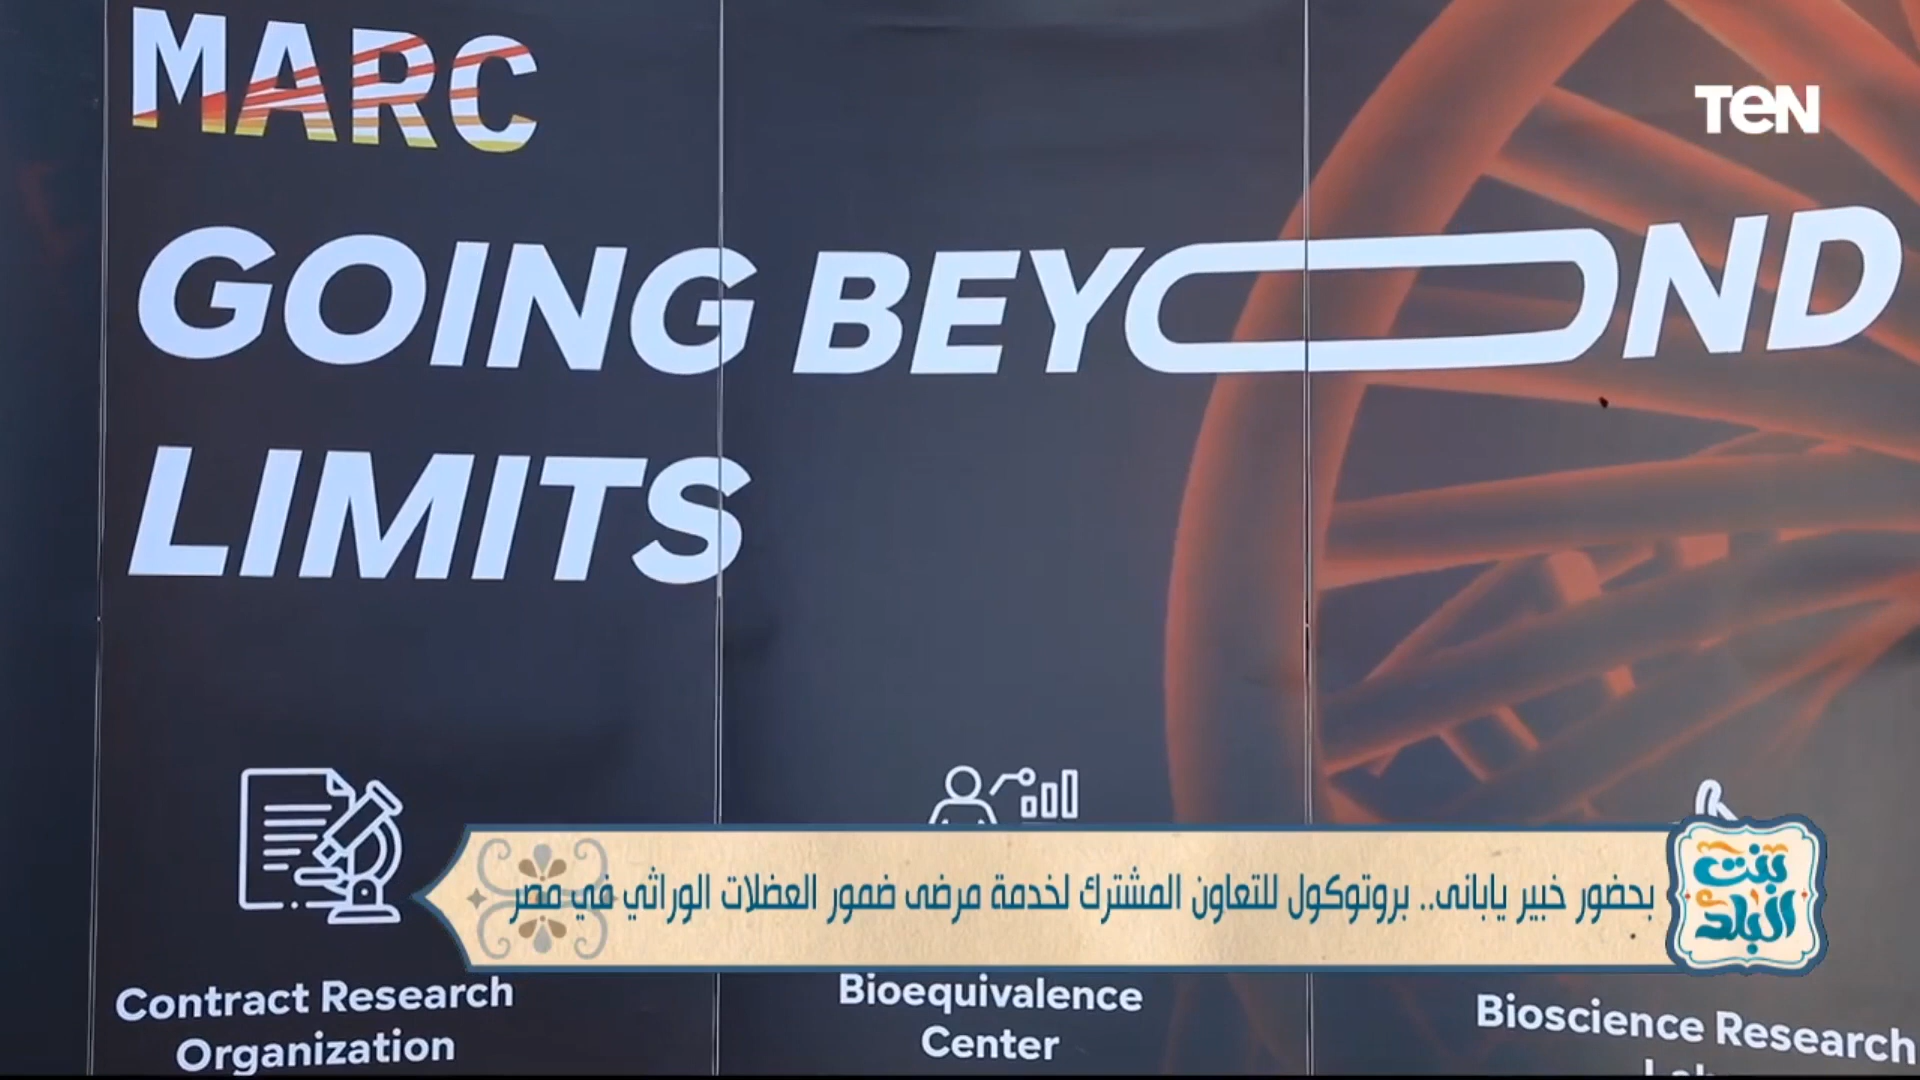 MARC
TeN
GOING BEYOND
LIMITS
بحضور خبير يابانى.. بروتوكول للتعاون المشترك لخدمة مرضى ضمور العضلات الوراثي في مصر
بنت
البلد
Contract Research
Organization
Bioequivalence
Center
Bioscience Research